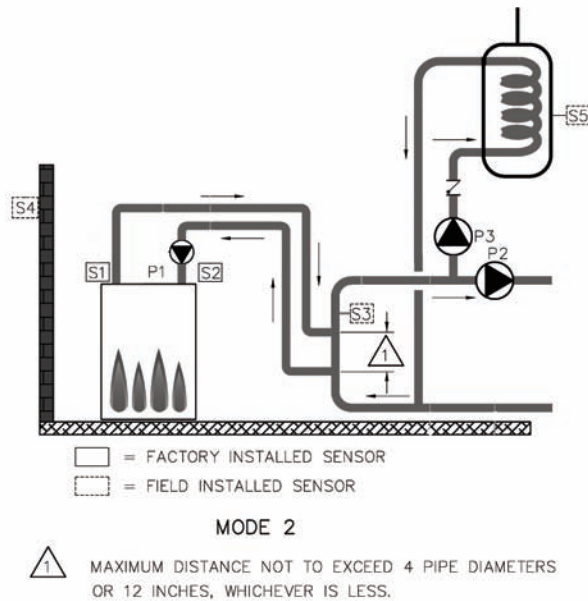 S5
S4
P3
P2
S1
P1
S2
S3
1
= FACTORY INSTALLED SENSOR
= FIELD INSTALLED SENSOR
MODE 2
1
MAXIMUM DISTANCE NOT TO EXCEED 4 PIPE DIAMETERS
OR 12 INCHES, WHICHEVER IS LESS.